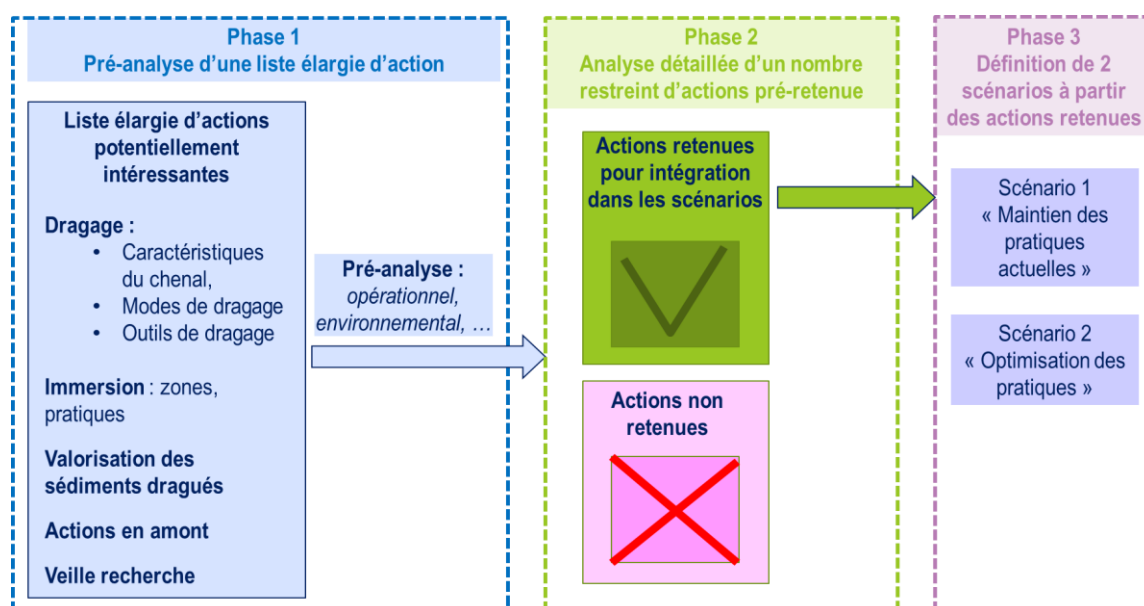 Phase 1
Pré-analyse d'une liste élargie d'action
Liste élargie d'actions
potentiellement
intéressantes
Dragage :
• Caractéristiques
du chenal,
• Modes de dragage
• Outils de dragage
Immersion : zones,
pratiques
Valorisation des
sédiments dragués
Actions en amont
Veille recherche
Pré-analyse :
opérationnel,
environnemental, …
Phase 2
Analyse détaillée d'un nombre
restreint d'actions pré-retenue
Actions retenues
pour intégration
dans les scénarios
Actions non
retenues
Phase 3
Définition de 2
scénarios à partir
des actions retenues
Scénario 1
« Maintien des
pratiques
actuelles »
Scénario 2
« Optimisation des
pratiques »